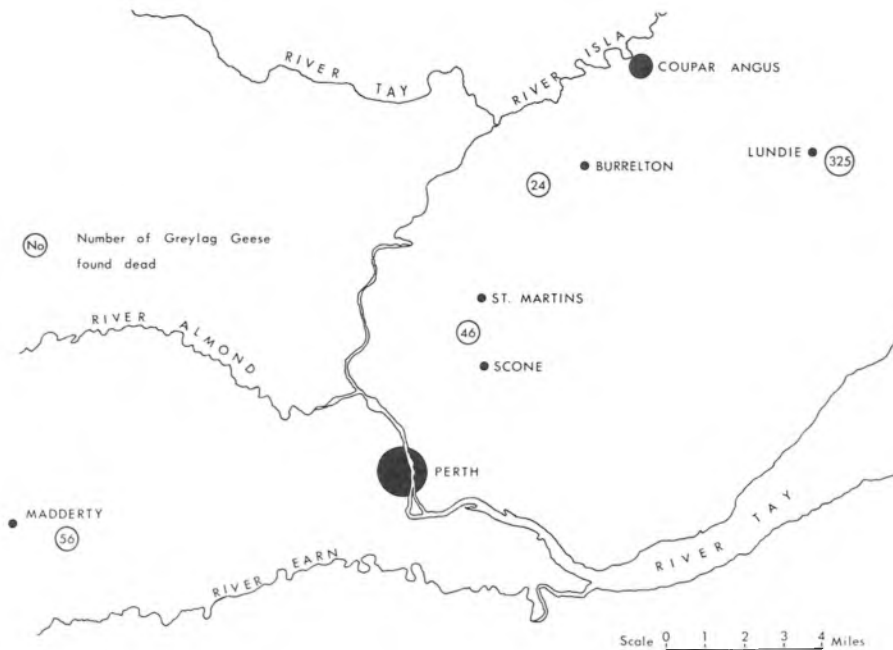 RIVER TAY
RIVER ISLA
COUPAR ANGUS
BURRELTON
LUNDIE
325
24
No Number of Greylag Geese
found dead
ST. MARTINS
RIVER ALMOND
46
SCONE
PERTH
MADDERTY
56
RIVER EARN
RIVER TAY
Scale 0 1 2 3 4 Miles